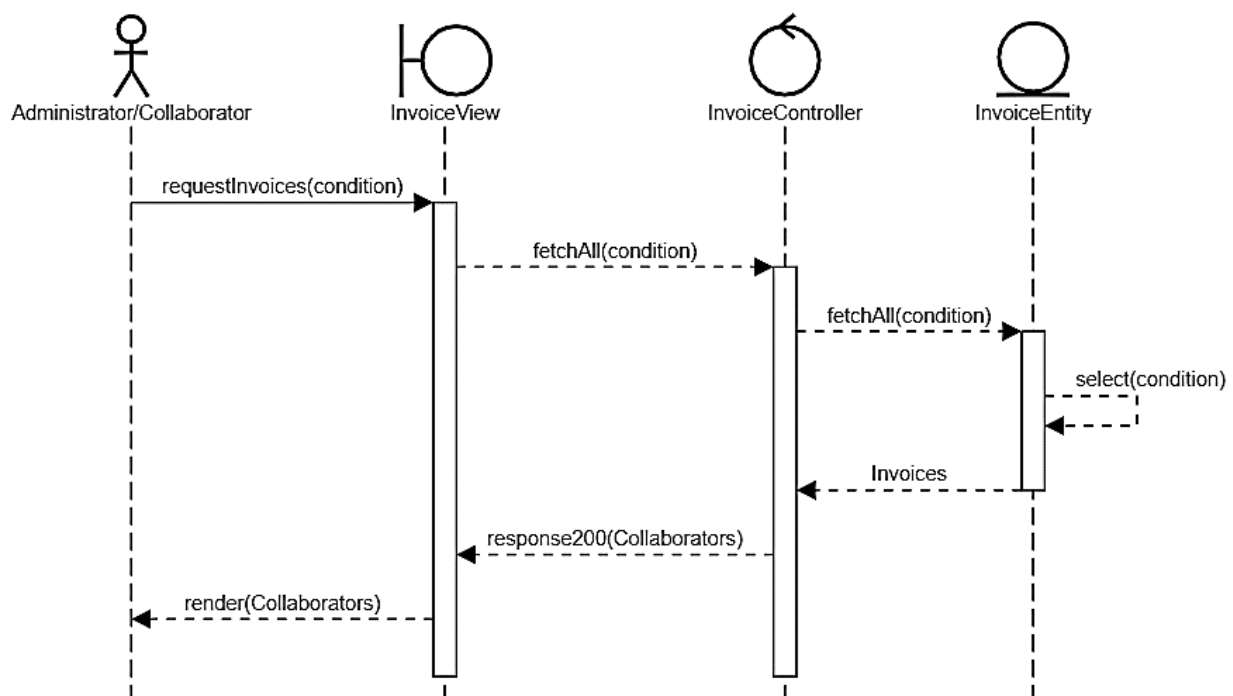 Administrator/Collaborator
InvoiceView
InvoiceController
InvoiceEntity
requestInvoices(condition)
fetchAll(condition)
fetchAll(condition)
select(condition)
Invoices
response200(Collaborators)
render(Collaborators)